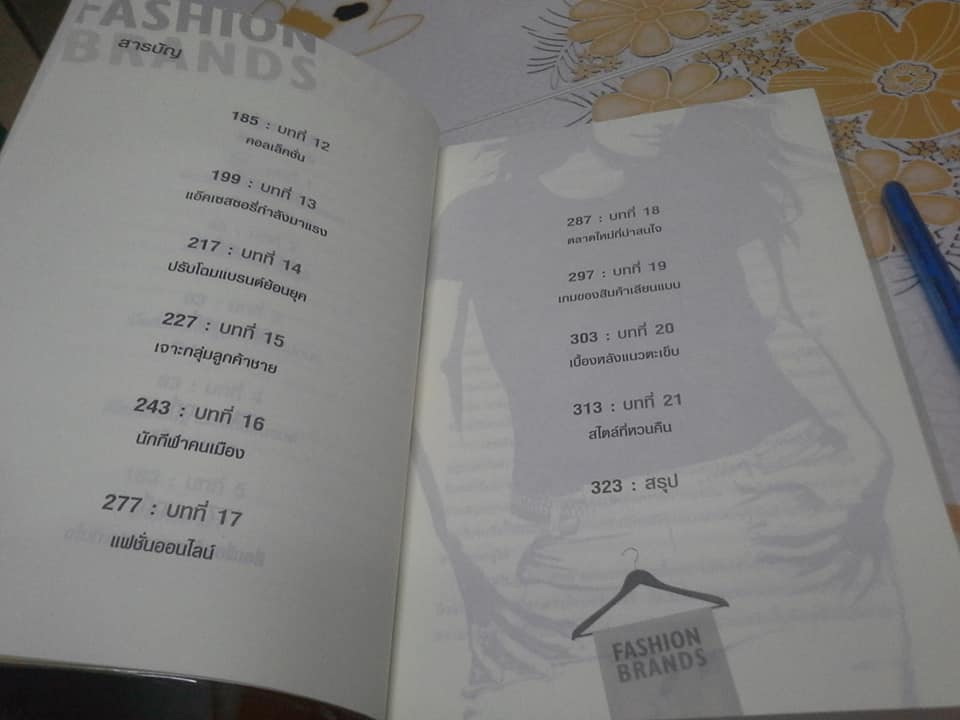 FASHION
BRANDS
สารบัญ
185 : บทที่ 12
คอลเล็คชั่น
199 : บทที่ 13
แอ็คเซสซอรี่กำลังมาแรง
217 : บทที่ 14
ปรับโฉมแบรนด์ย้อนยุค
227 : บทที่ 15
เจาะกลุ่มลูกค้าชาย
243 : บทที่ 16
นักกีฬาคนเมือง
277 : บทที่ 17
แฟชั่นออนไลน์
287 : บทที่ 18
ตลาดใหม่ที่น่าสนใจ
297 : บทที่ 19
เกมของสินค้าเลียนแบบ
303 : บทที่ 20
เบื้องหลังแนวตะเข็บ
313 : บทที่ 21
สไตล์ที่หวนคืน
323 : สรุป
FASHION
BRANDS